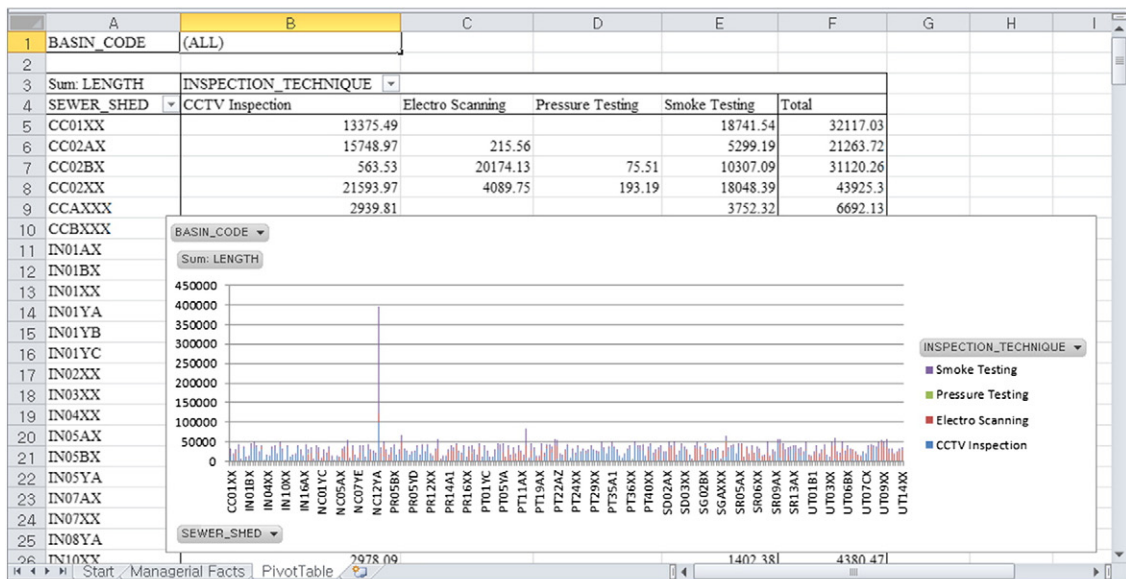 A B C D E F G H I
1 BASIN_CODE (ALL)
2
3 Sum: LENGTH INSPECTION_TECHNIQUE
4 SEWER_SHED CCTV Inspection Electro Scanning Pressure Testing Smoke Testing Total
5 CC01XX 13375.49 18741.54 32117.03
6 CC02AX 15748.97 215.56 5299.19 21263.72
7 CC02BX 563.53 20174.13 75.51 10307.09 31120.26
8 CC02XX 21593.97 4089.75 193.19 18048.39 43925.3
9 CCAXXX 2939.81 3752.32 6692.13
10 CCBXXX
11 IN01AX
12 IN01BX
13 IN01XX
14 IN01YA
15 IN01YB
16 IN01YC
17 IN02XX
18 IN03XX
19 IN04XX
20 IN05AX
21 IN05BX
22 IN05YA
23 IN07AX
24 IN07XX
25 IN08YA
26 IN10XX 2978.09 1402.38 4380.47
BASIN_CODE
Sum: LENGTH
450000
400000
350000
300000
250000
200000
150000
100000
50000
0
CC01XX IN01BX IN04XX IN10XX IN16AX NC01YC NC05AX NC07YE NC12YA PR05BX PR05YD PR12XX PR14A1 PR16XX PT01YC PT05YA PT11AX PT19AX PT22AZ PT24XX PT29XX PT35A1 PT36XX PT40XX SD02AX SD03XX SG02BX SGAXXX SR05AX SR06XX SR09AX SR13AX UT01B1 UT03XX UT06BX UT07CX UT09XX UT14XX
INSPECTION_TECHNIQUE
Smoke Testing
Pressure Testing
Electro Scanning
CCTV Inspection
SEWER_SHED
Start Managerial Facts PivotTable